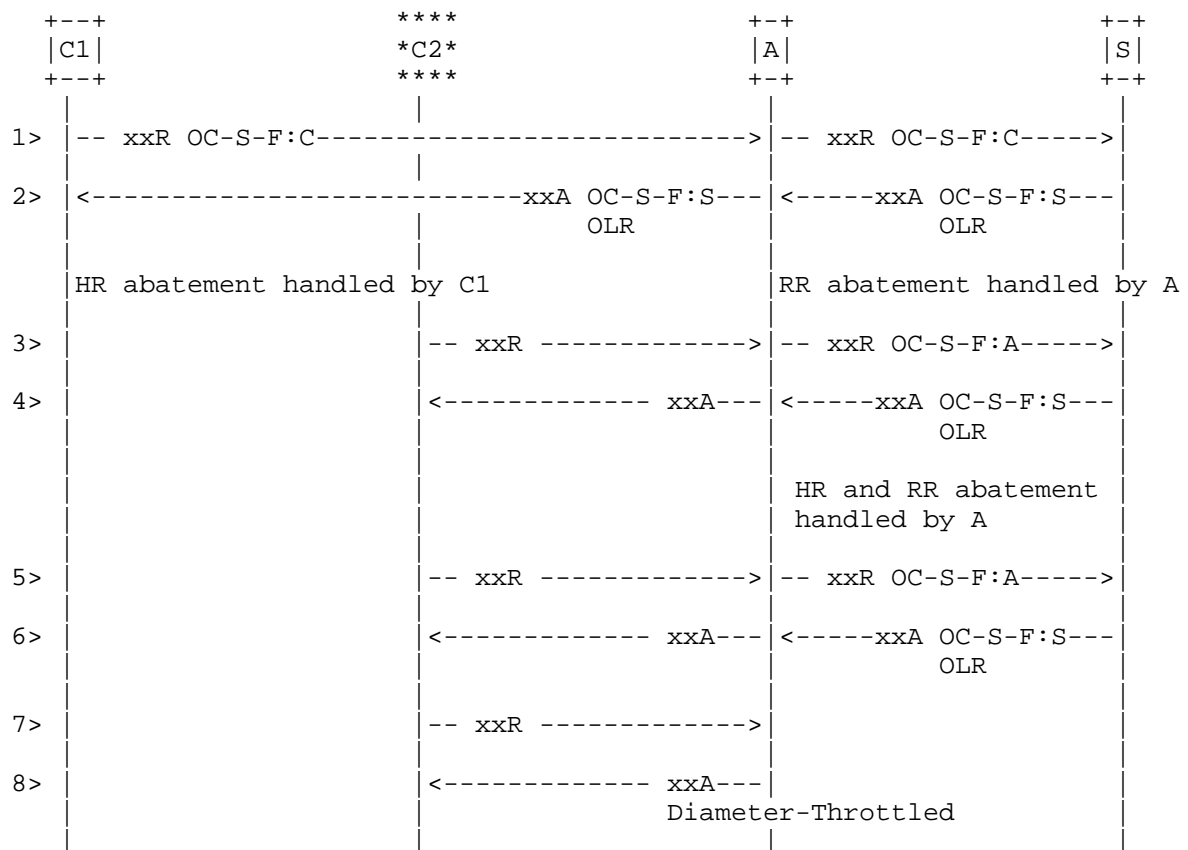 +--+ **** +-+ +-+
|C1| *C2* |A| |S|
+--+ **** +-+ +-+
1> |-- xxR OC-S-F:C-------------------------->|-- xxR OC-S-F:C----->|
2> |<---------------------------xxA OC-S-F:S---|<-----xxA OC-S-F:S---|
OLR OLR
HR abatement handled by C1 RR abatement handled by A
3> |-- xxR ------------->|-- xxR OC-S-F:A----->|
4> |<------------- xxA---|<-----xxA OC-S-F:S---|
OLR
HR and RR abatement
handled by A
5> |-- xxR ------------->|-- xxR OC-S-F:A----->|
6> |<------------- xxA---|<-----xxA OC-S-F:S---|
OLR
7> |-- xxR ------------->|
8> |<------------- xxA---|
Diameter-Throttled